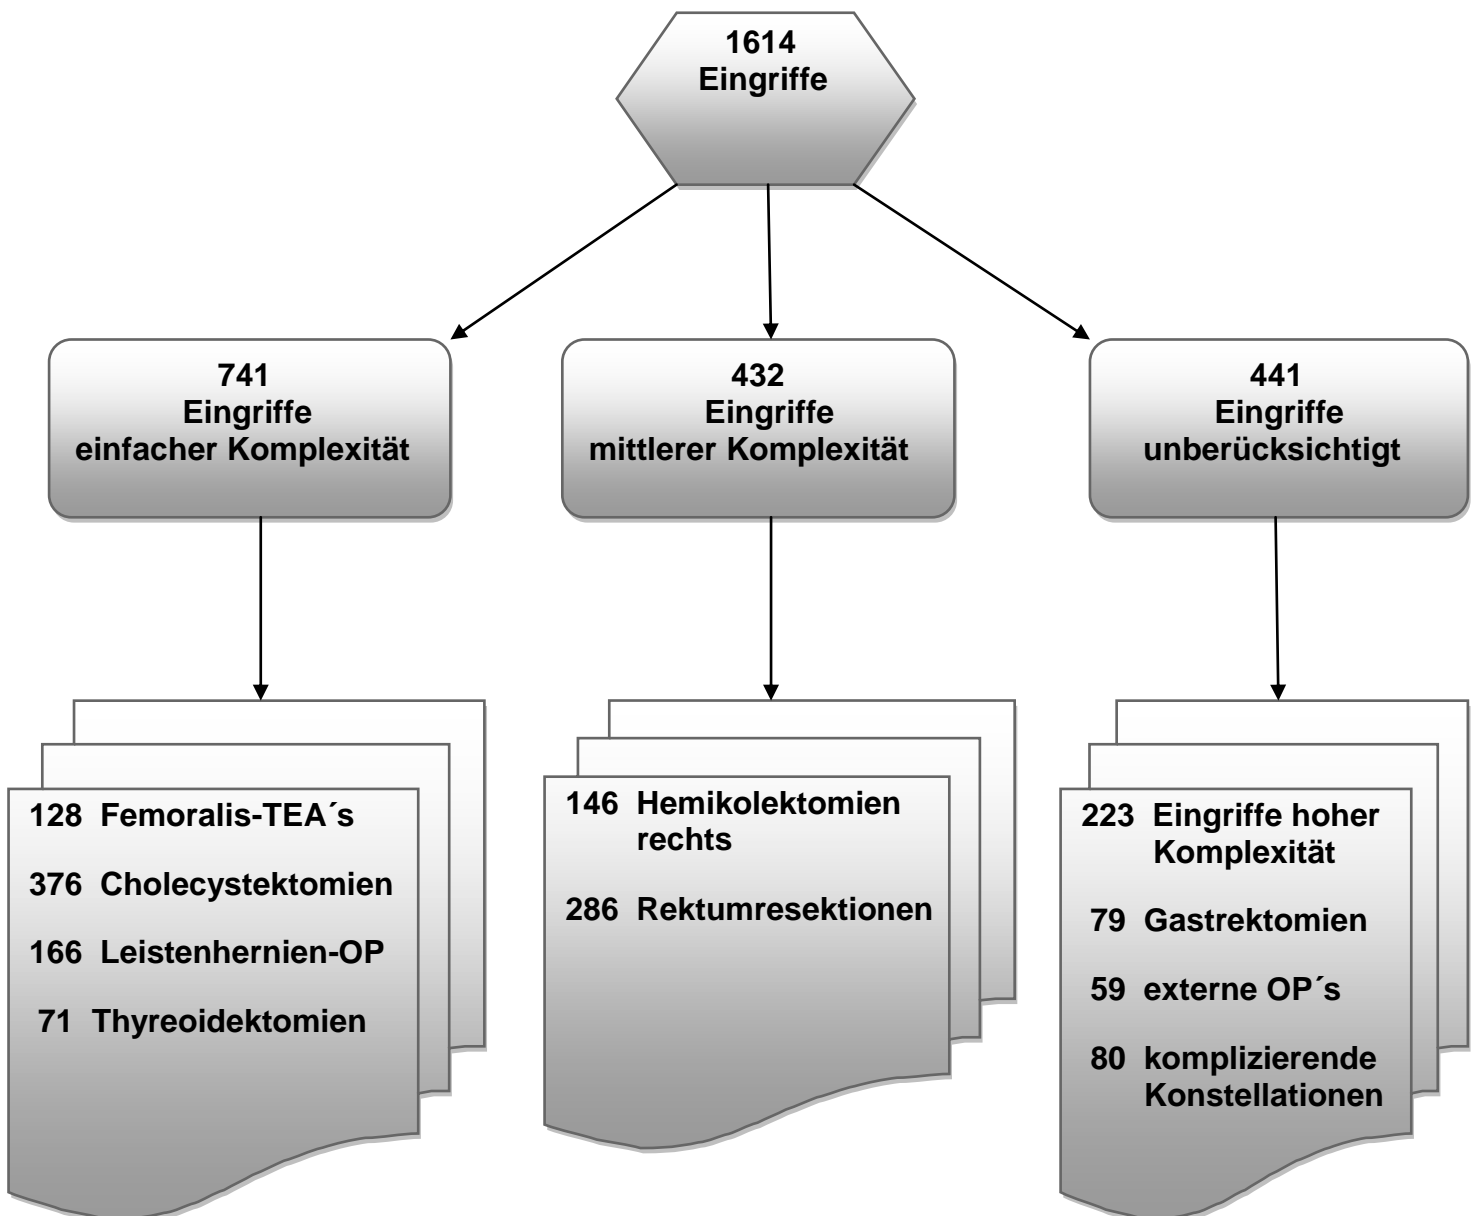 1614
Eingriffe
741
Eingriffe
einfacher Komplexität
432
Eingriffe
mittlerer Komplexität
441
Eingriffe
unberücksichtigt
128 Femoralis-TEA´s
376 Cholecystektomien
166 Leistenhernien-OP
71 Thyreoidektomien
146 Hemikolektomien
rechts
286 Rektumresektionen
223 Eingriffe hoher
Komplexität
79 Gastrektomien
59 externe OP´s
80 komplizierende
Konstellationen